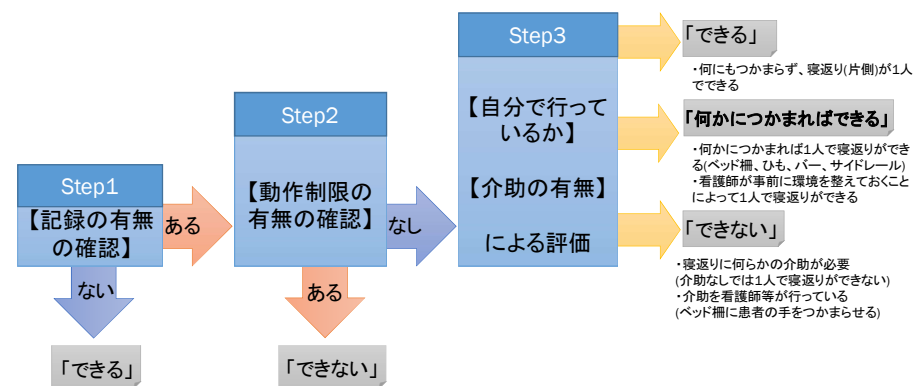 Step1
【記録の有無
の確認】
ない
「できる」
ある
Step2
【動作制限の
有無の確認】
ある
「できない」
なし
Step3
【自分で行って
いるか】
【介助の有無】
による評価
「できる」
・何にもつかまらず、寝返り(片側)が1人
でできる
「何かにつかまればできる」
・何かにつかまれば1人で寝返りができ
る(ベッド柵、ひも、バー、サイドレール)
・看護師が事前に環境を整えておくこと
によって1人で寝返りができる
「できない」
・寝返りに何らかの介助が必要
(介助なしでは1人で寝返りができない)
・介助を看護師等が行っている
(ベッド柵に患者の手をつかまらせる)